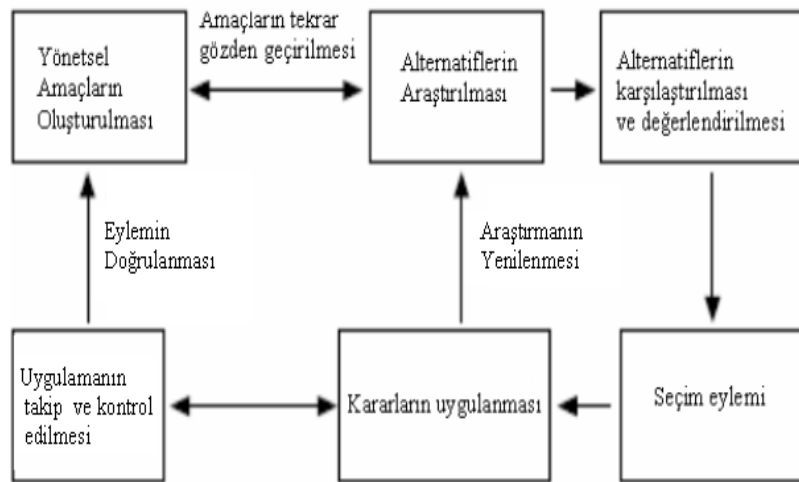 Yönetsel
Amaçların
Oluşturulması
Amaçların tekrar
gözden geçirilmesi
Alternatiflerin
Araştırılması
Alternatiflerin
karşılaştırılması
ve değerlendirilmesi
Eylemin
Doğrulanması
Araştırmanın
Yenilenmesi
Uygulamanın
takip ve kontrol
edilmesi
Kararların uygulanması
Seçim eylemi